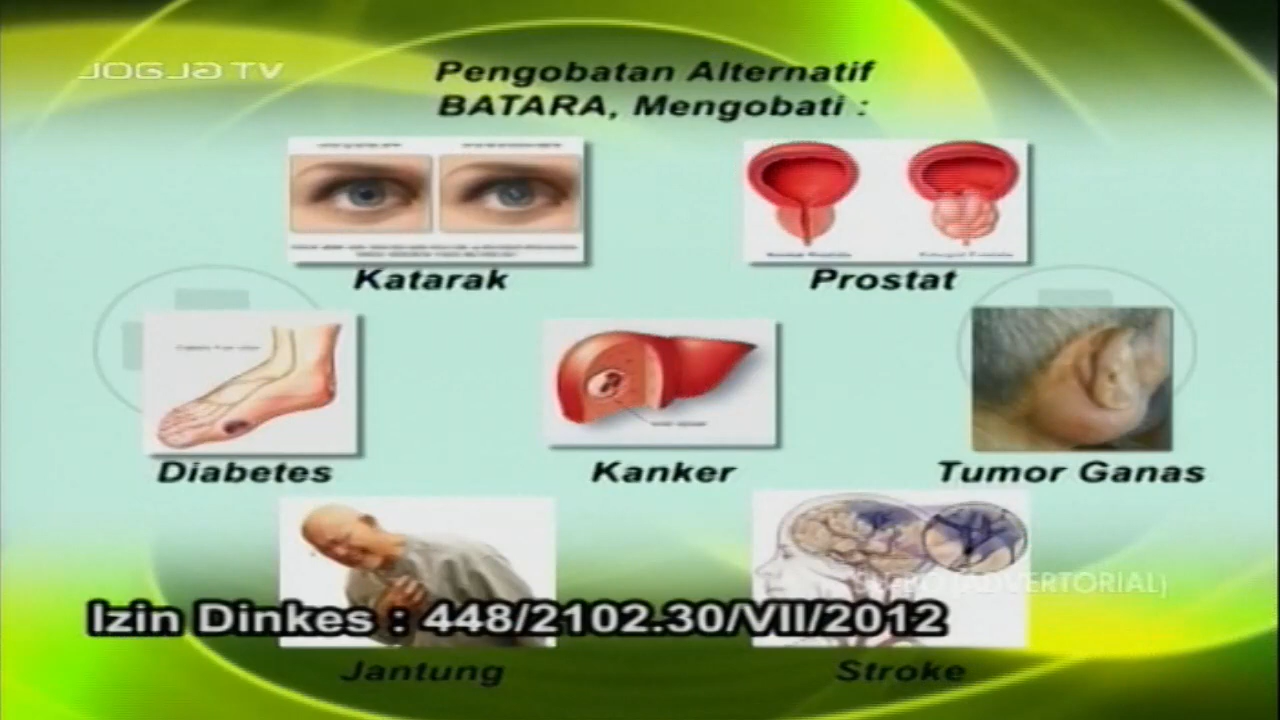 JOGJA TV
Pengobatan Alternatif
BATARA, Mengobati :
Katarak
Prostat
Diabetes
Kanker
Tumor Ganas
ADVERTORIAL)
Izin Dinkes : 448/2102.30/VII/2012
Jantung
Stroke